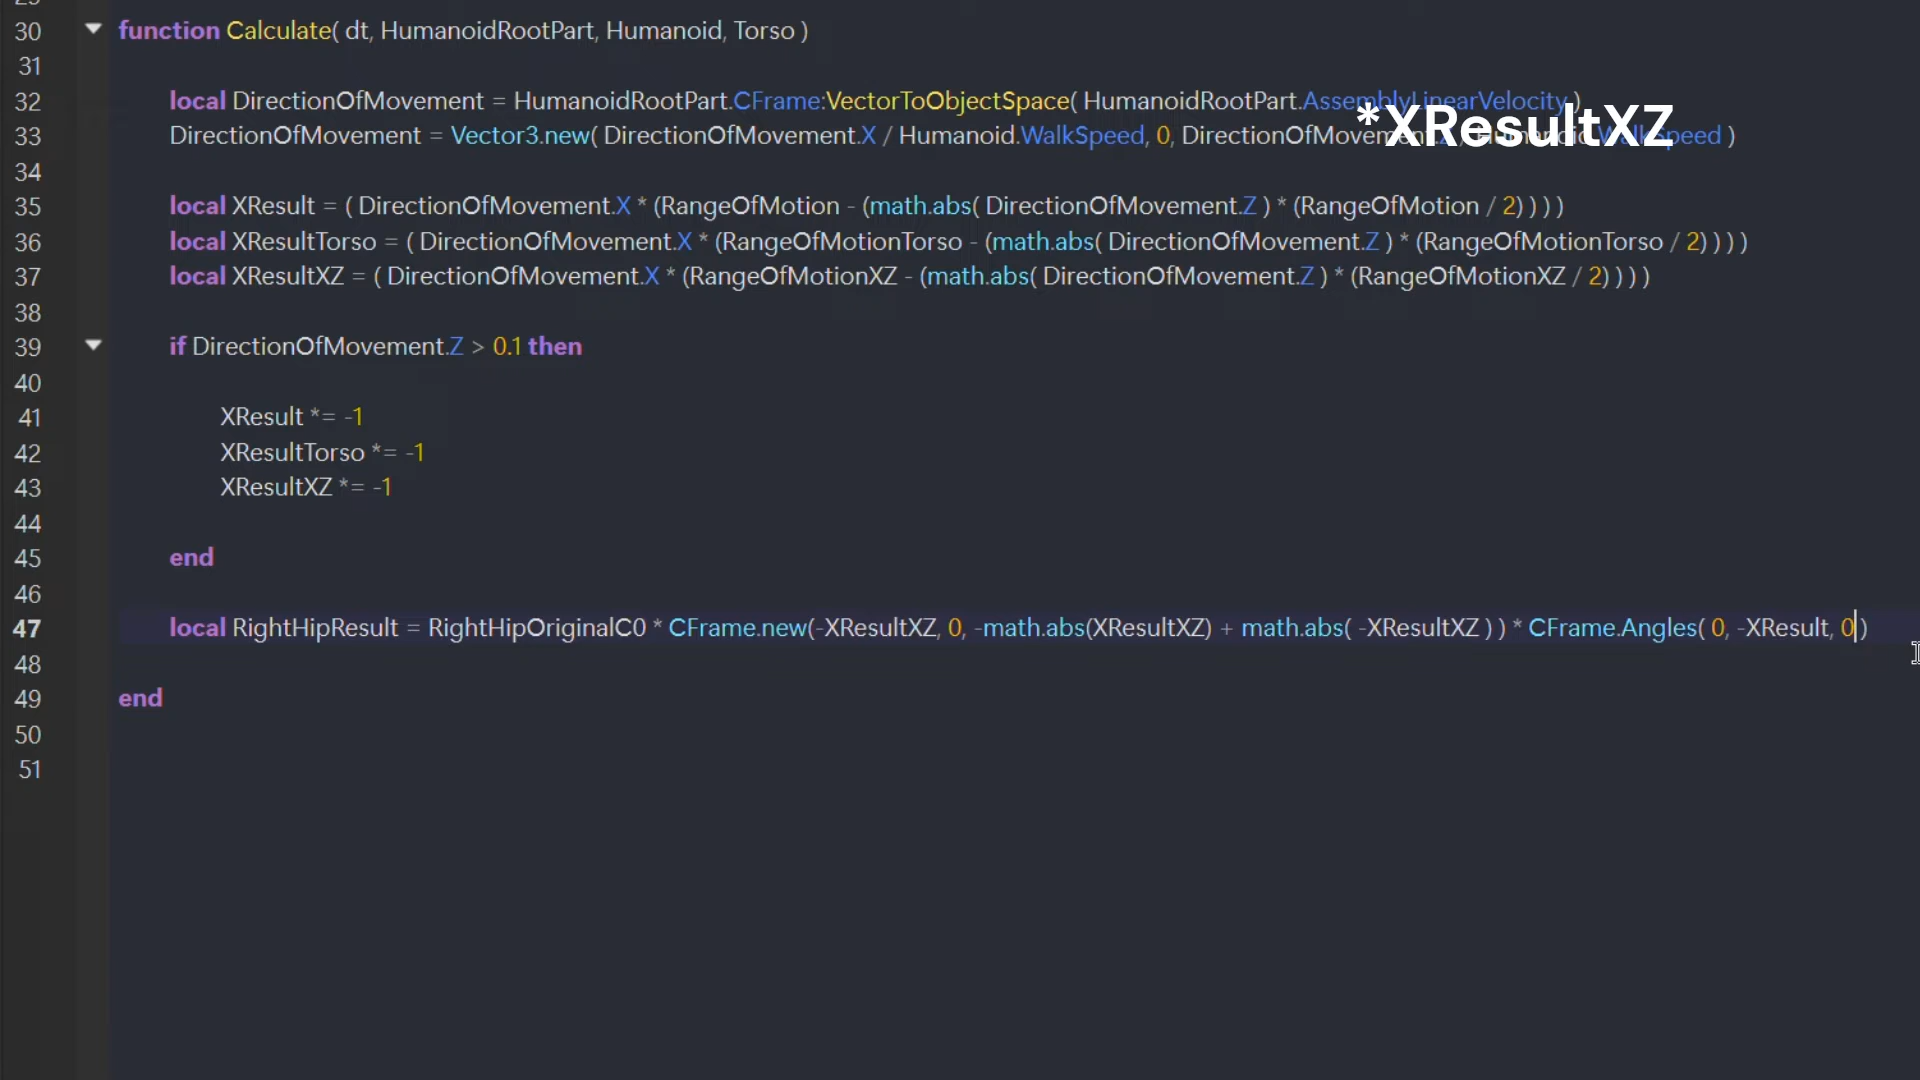 30 function Calculate( dt, HumanoidRootPart, Humanoid, Torso )
31
32 local DirectionOfMovement = HumanoidRootPart.CFrame:VectorToObjectSpace( HumanoidRootPart.AssemblyLinearVelocity )
*XResultXZ
33 DirectionOfMovement = Vector3.new( DirectionOfMovement.X / Humanoid.WalkSpeed, 0, DirectionOfMovement.Z / Humanoid.WalkSpeed )
34
35 local XResult = ( DirectionOfMovement.X * (RangeOfMotion - (math.abs( DirectionOfMovement.Z ) * (RangeOfMotion / 2) ) ) )
36 local XResultTorso = ( DirectionOfMovement.X * (RangeOfMotionTorso - (math.abs( DirectionOfMovement.Z ) * (RangeOfMotionTorso / 2) ) ) )
37 local XResultXZ = ( DirectionOfMovement.X * (RangeOfMotionXZ - (math.abs( DirectionOfMovement.Z ) * (RangeOfMotionXZ / 2) ) ) )
38
39 if DirectionOfMovement.Z > 0.1 then
40
41 XResult *= -1
42 XResultTorso *= -1
43 XResultXZ *= -1
44
45 end
46
47 local RightHipResult = RightHipOriginalC0 * CFrame.new(-XResultXZ, 0, -math.abs(XResultXZ) + math.abs( -XResultXZ ) ) * CFrame.Angles( 0, -XResult, 0 )
48
49 end
50
51